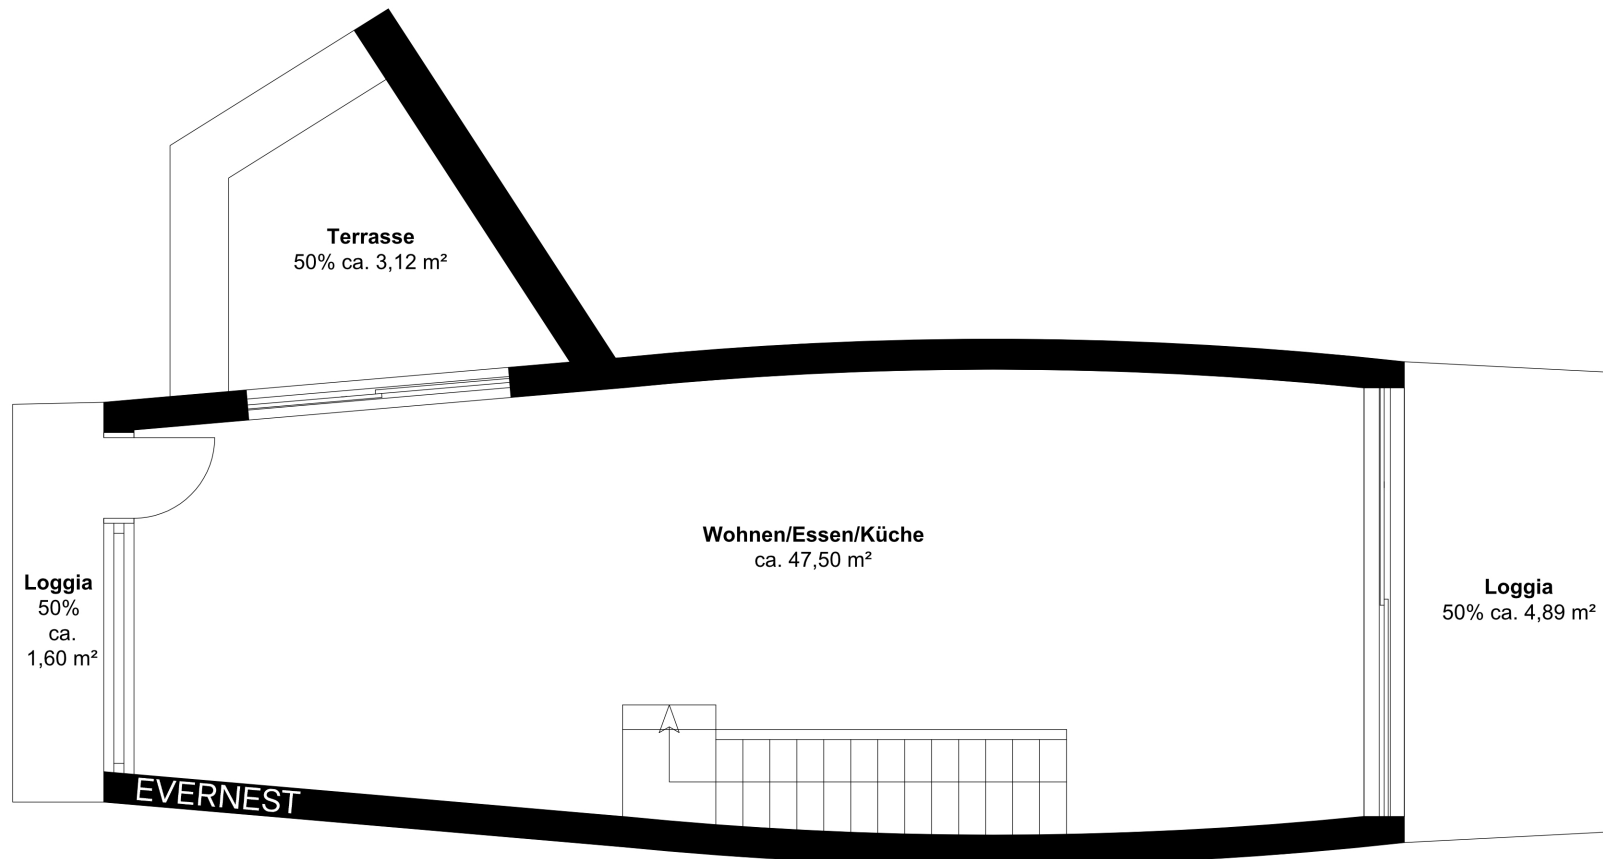 Terrasse
50% ca. 3,12 m²
Wohnen/Essen/Küche
ca. 47,50 m²
Loggia
50%
ca.
1,60 m²
Loggia
50% ca. 4,89 m²
EVERNEST